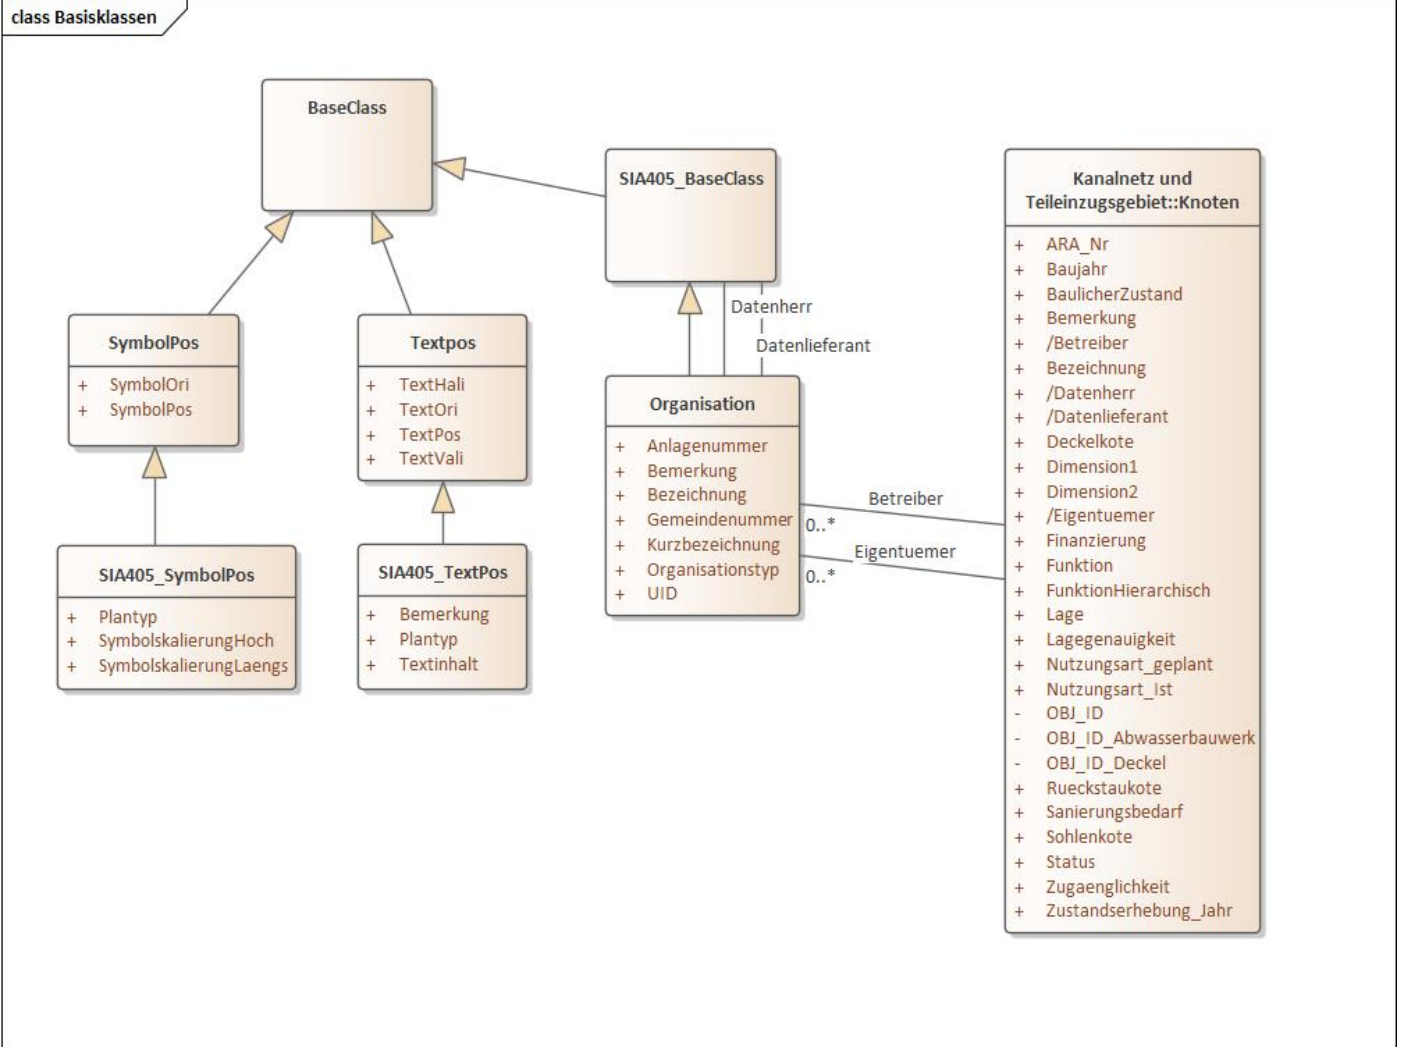 class Basisklassen
BaseClass
SIA405_BaseClass
Datenherr
Datenlieferant
SymbolPos
+ SymbolOri
+ SymbolPos
Textpos
+ TextHali
+ TextOri
+ TextPos
+ TextVali
SIA405_SymbolPos
+ Plantyp
+ SymbolskalierungHoch
+ SymbolskalierungLaengs
SIA405_TextPos
+ Bemerkung
+ Plantyp
+ Textinhalt
Organisation
+ Anlagenummer
+ Bemerkung
+ Bezeichnung
+ Gemeindenummer
+ Kurzbezeichnung
+ Organisationstyp
+ UID
Betreiber
0..*
Eigentuemer
0..*
Kanalnetz und
Teileinzugsgebiet::Knoten
+ ARA_Nr
+ Baujahr
+ BaulicherZustand
+ Bemerkung
+ /Betreiber
+ Bezeichnung
+ /Datenherr
+ /Datenlieferant
+ Deckelkote
+ Dimension1
+ Dimension2
+ /Eigentuemer
+ Finanzierung
+ Funktion
+ FunktionHierarchisch
+ Lage
+ Lagegenauigkeit
+ Nutzungsart_geplant
+ Nutzungsart_Ist
- OBJ_ID
- OBJ_ID_Abwasserbauwerk
- OBJ_ID_Deckel
+ Rueckstaukote
+ Sanierungsbedarf
+ Sohlenkote
+ Status
+ Zugaenglichkeit
+ Zustandserhebung_Jahr